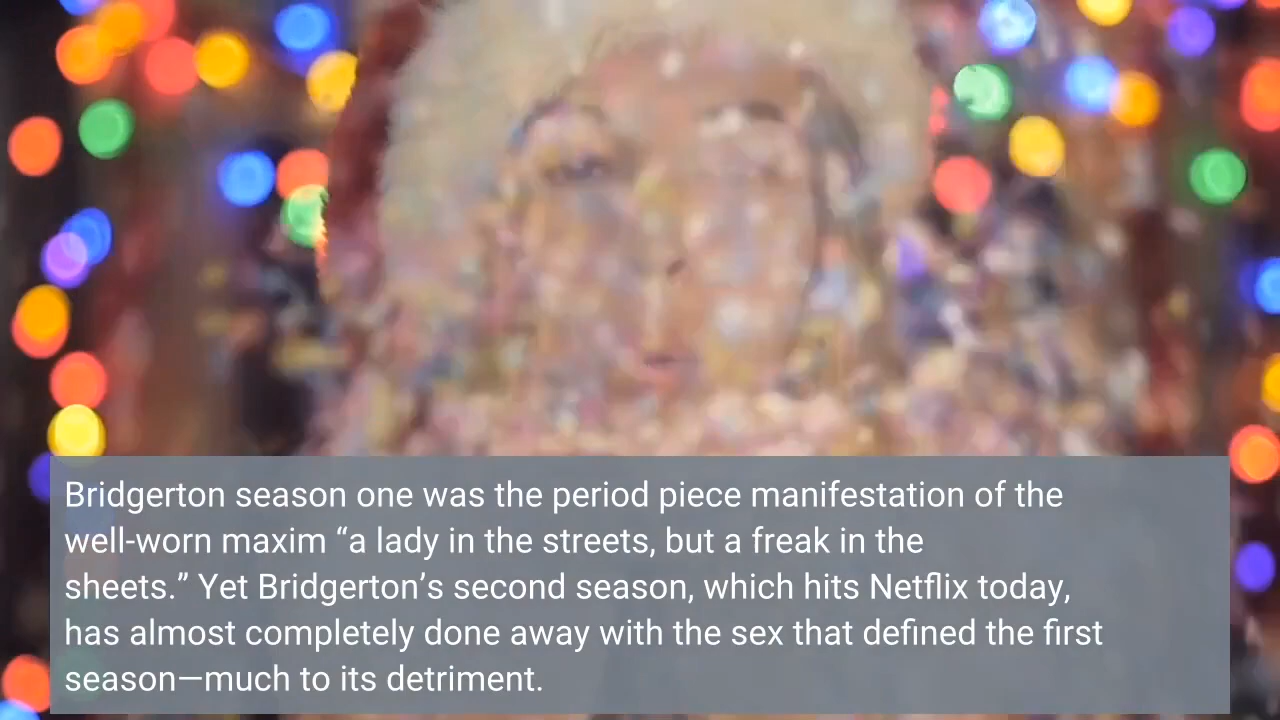 Bridgerton season one was the period piece manifestation of the
well-worn maxim “a lady in the streets, but a freak in the
sheets.” Yet Bridgerton’s second season, which hits Netflix today,
has almost completely done away with the sex that defined the first
season—much to its detriment.